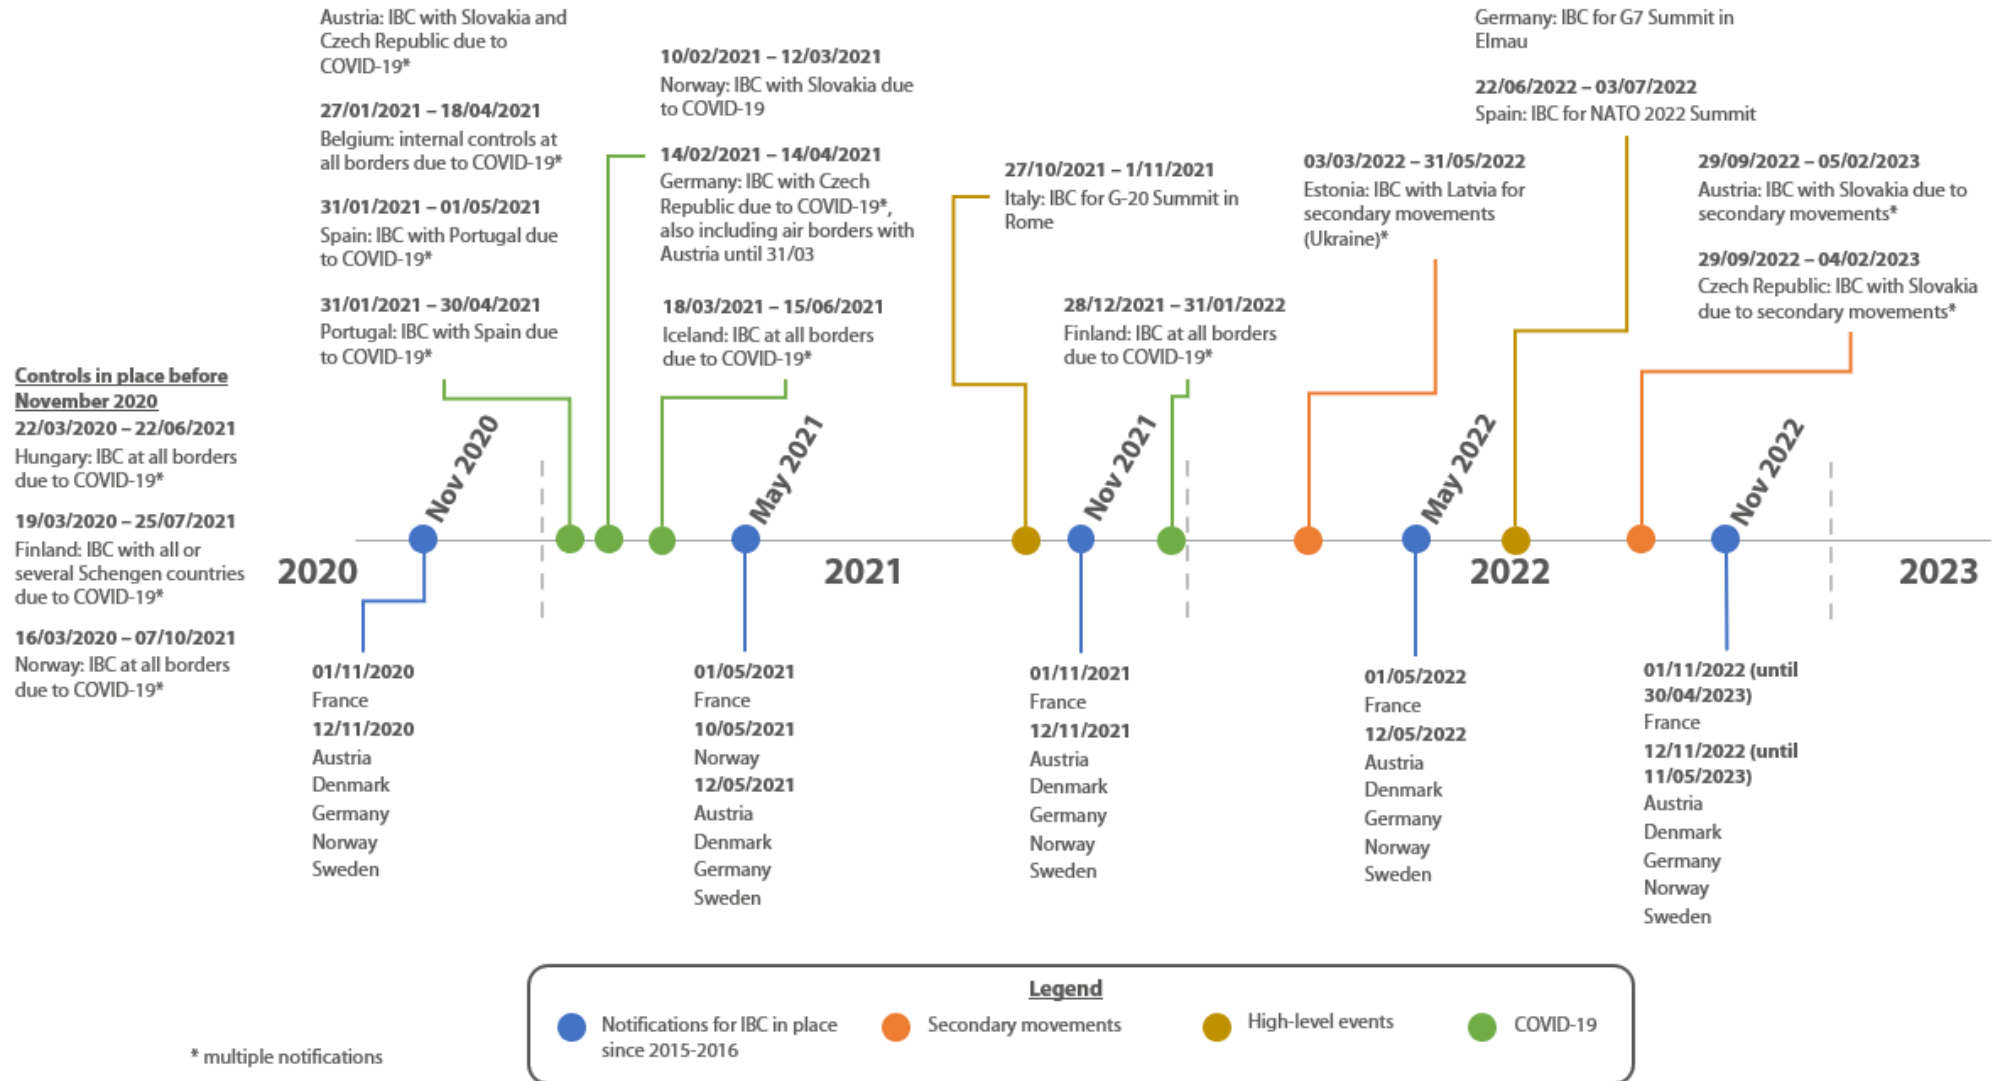 Austria: IBC with Slovakia and
Czech Republic due to
COVID-19*
27/01/2021 – 18/04/2021
Belgium: internal controls at
all borders due to COVID-19*
31/01/2021 – 01/05/2021
Spain: IBC with Portugal due
to COVID-19*
31/01/2021 – 30/04/2021
Portugal: IBC with Spain due
to COVID-19*
10/02/2021 – 12/03/2021
Norway: IBC with Slovakia due
to COVID-19
14/02/2021 – 14/04/2021
Germany: IBC with Czech
Republic due to COVID-19*,
also including air borders with
Austria until 31/03
18/03/2021 – 15/06/2021
Iceland: IBC at all borders
due to COVID-19*
27/10/2021 – 1/11/2021
Italy: IBC for G-20 Summit in
Rome
28/12/2021 – 31/01/2022
Finland: IBC at all borders
due to COVID-19*
03/03/2022 – 31/05/2022
Estonia: IBC with Latvia for
secondary movements
(Ukraine)*
Germany: IBC for G7 Summit in
Elmau
22/06/2022 – 03/07/2022
Spain: IBC for NATO 2022 Summit
29/09/2022 – 05/02/2023
Austria: IBC with Slovakia due to
secondary movements*
29/09/2022 – 04/02/2023
Czech Republic: IBC with Slovakia
due to secondary movements*
Controls in place before
November 2020
22/03/2020 – 22/06/2021
Hungary: IBC at all borders
due to COVID-19*
19/03/2020 – 25/07/2021
Finland: IBC with all or
several Schengen countries
due to COVID-19*
16/03/2020 – 07/10/2021
Norway: IBC at all borders
due to COVID-19*
Nov 2020
May 2021
Nov 2021
May 2022
Nov 2022
2020
2021
2022
2023
01/11/2020
France
12/11/2020
Austria
Denmark
Germany
Norway
Sweden
01/05/2021
France
10/05/2021
Norway
12/05/2021
Austria
Denmark
Germany
Sweden
01/11/2021
France
12/11/2021
Austria
Denmark
Germany
Norway
Sweden
01/05/2022
France
12/05/2022
Austria
Denmark
Germany
Norway
Sweden
01/11/2022 (until
30/04/2023)
France
12/11/2022 (until
11/05/2023)
Austria
Denmark
Germany
Norway
Sweden
Legend
Notifications for IBC in place
since 2015-2016
Secondary movements
High-level events
COVID-19
* multiple notifications